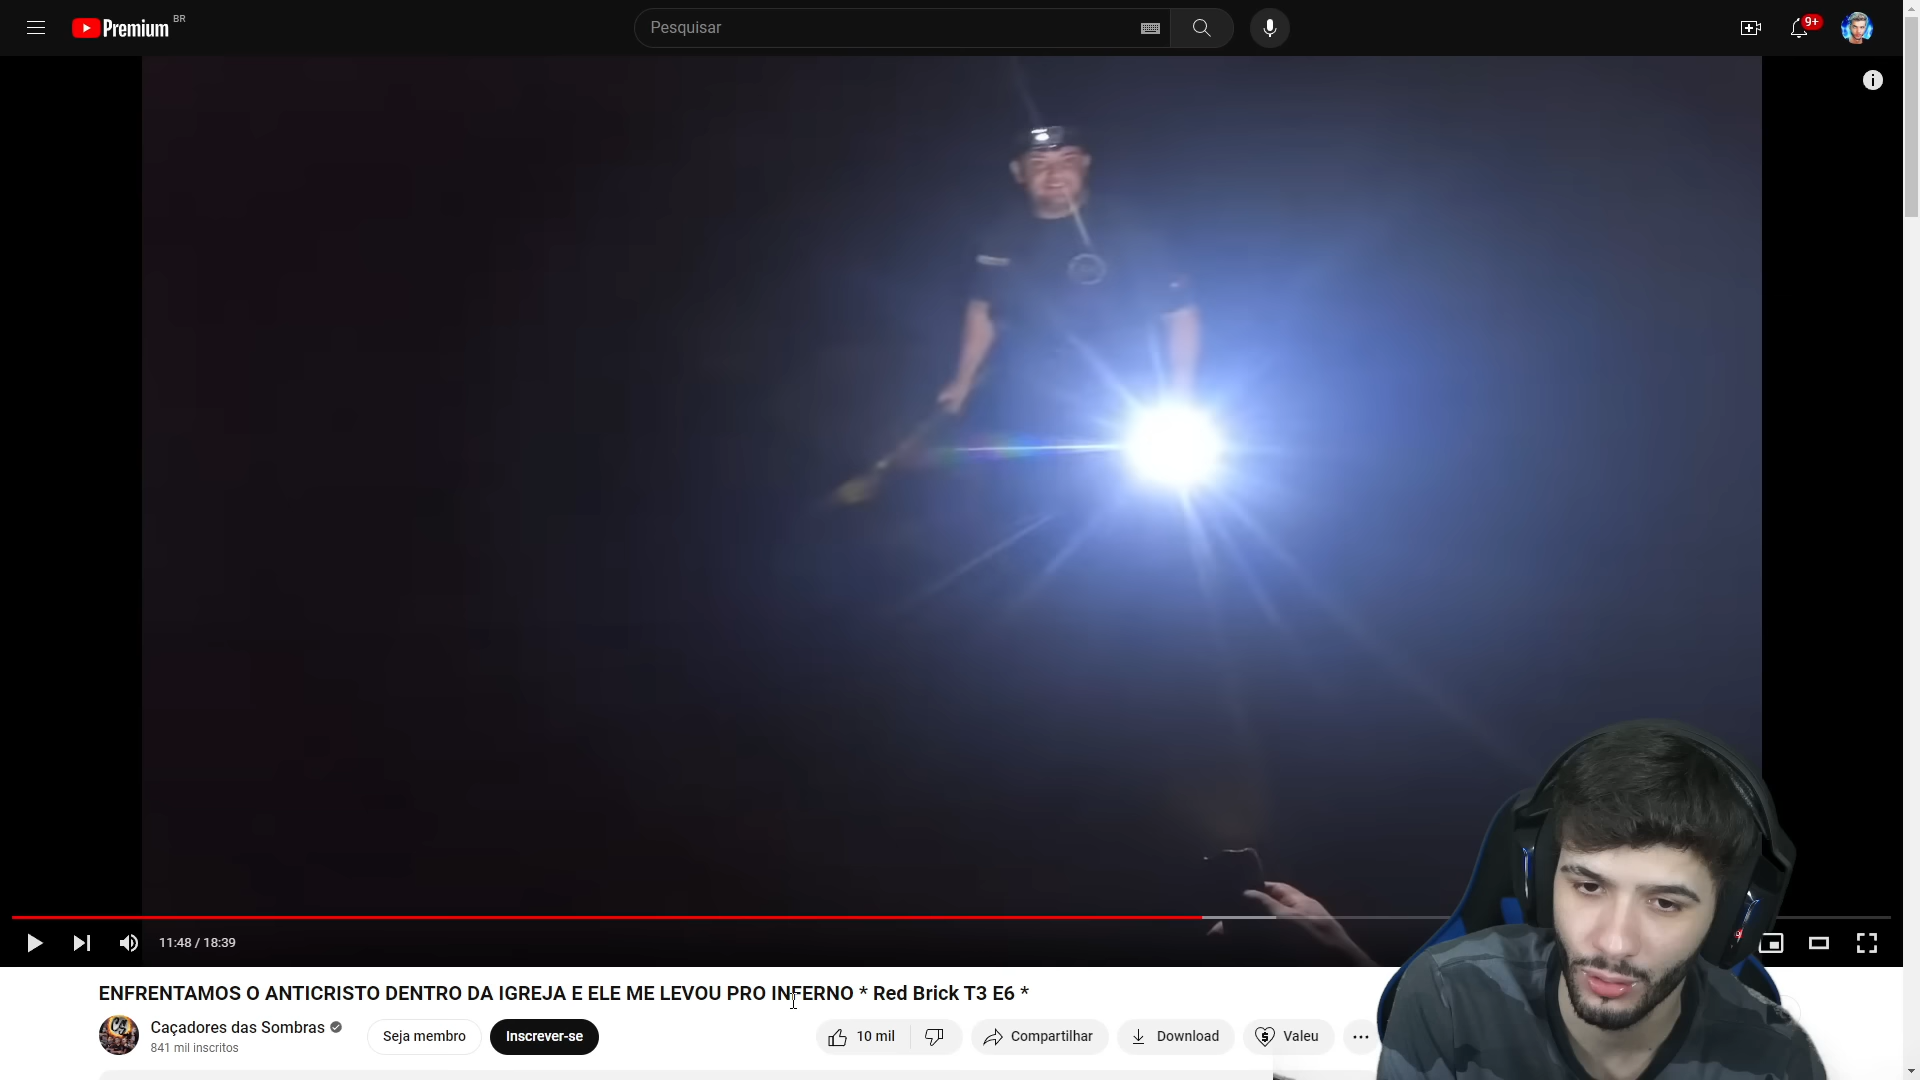 Premium BR
Pesquisar
9+
11:48 / 18:39
ENFRENTAMOS O ANTICRISTO DENTRO DA IGREJA E ELE ME LEVOU PRO INFERNO * Red Brick T3 E6 *
Caçadores das Sombras
841 mil inscritos
Seja membro
Inscrever-se
10 mil
Compartilhar
Download
Valeu